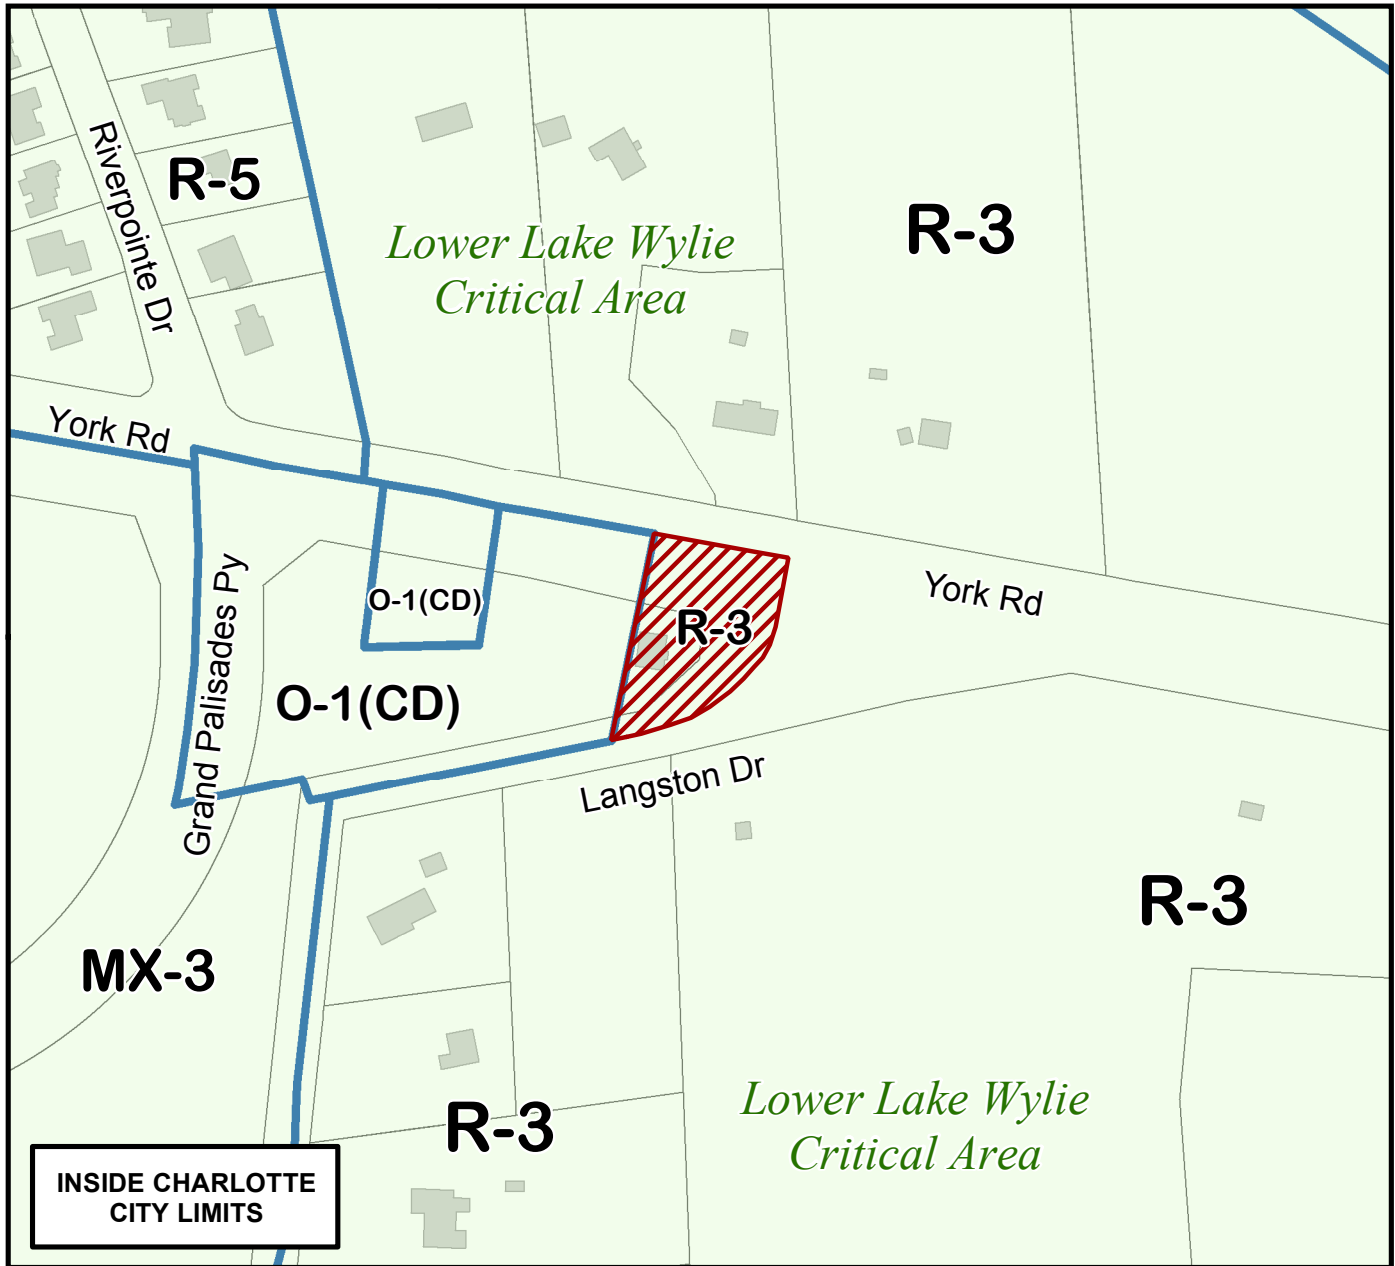 Riverpointe Dr
R-5
R-3
Lower Lake Wylie
Critical Area
York Rd
O-1(CD)
R-3
York Rd
Grand Palisades Py
O-1(CD)
Langston Dr
R-3
MX-3
R-3
Lower Lake Wylie
Critical Area
INSIDE CHARLOTTE
CITY LIMITS